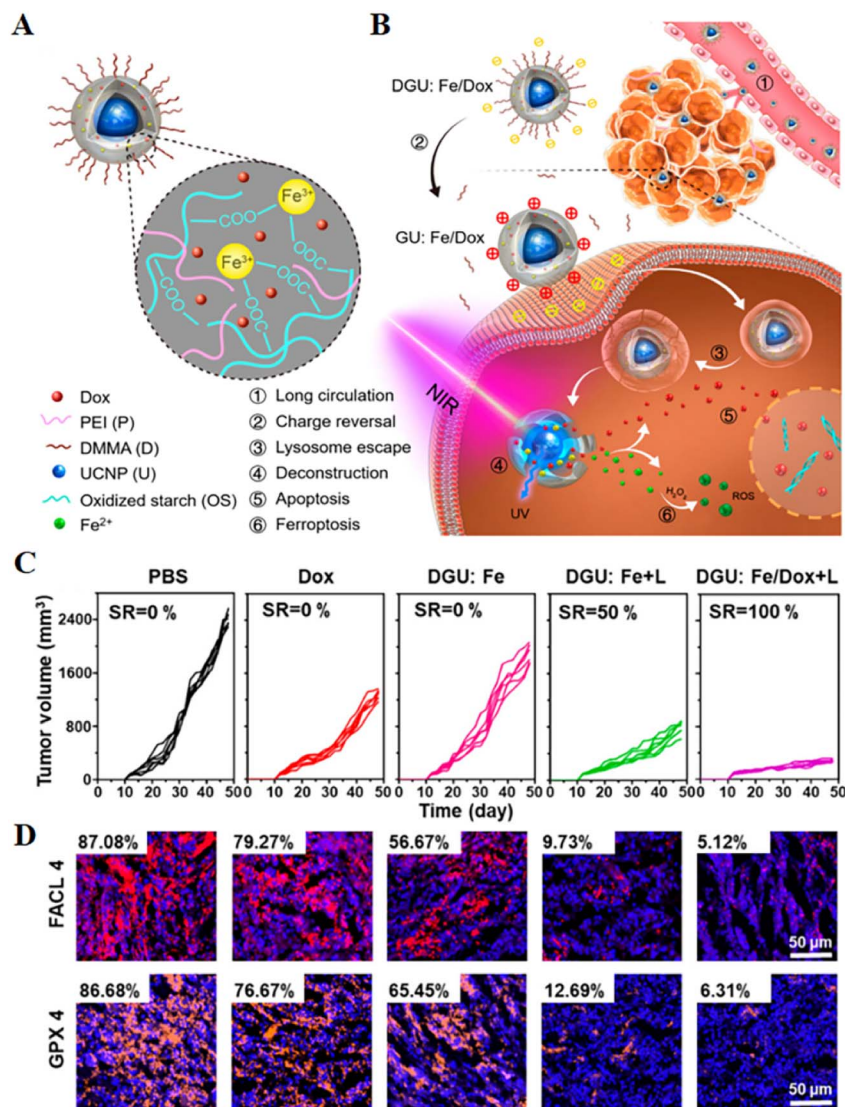 A
Fe³⁺
COO
OOC
Fe³⁺
OOC
COO
OOC
Dox
PEI (P)
DMMA (D)
UCNP (U)
Oxidized starch (OS)
Fe²⁺
① Long circulation
② Charge reversal
③ Lysosome escape
④ Deconstruction
⑤ Apoptosis
⑥ Ferroptosis
B
DGU: Fe/Dox
①
②
GU: Fe/Dox
NIR
③
④
⑤
UV
H₂O₂
ROS
⑥
C
PBS Dox DGU: Fe DGU: Fe+L DGU: Fe/Dox+L
SR=0 % SR=0 % SR=0 % SR=50 % SR=100 %
Tumor volume (mm³)
2400
1600
800
0
0 10 20 30 40 50 0 10 20 30 40 50 0 10 20 30 40 50 0 10 20 30 40 50 0 10 20 30 40 50
Time (day)
D
FACL 4
87.08% 79.27% 56.67% 9.73% 5.12%
50 µm
GPX 4
86.68% 76.67% 65.45% 12.69% 6.31%
50 µm